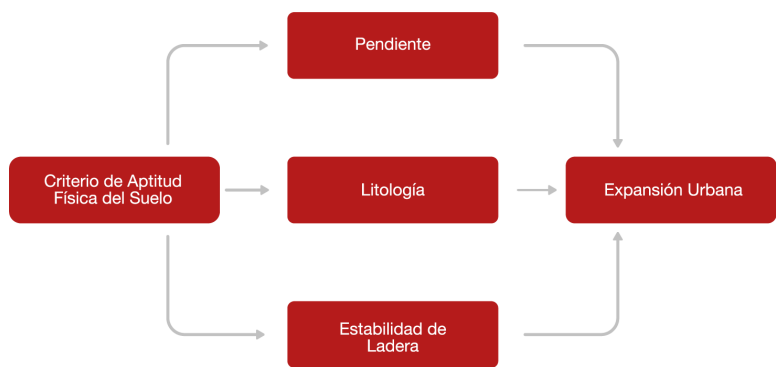 Pendiente
Criterio de Aptitud
Física del Suelo
Litología
Expansión Urbana
Estabilidad de
Ladera